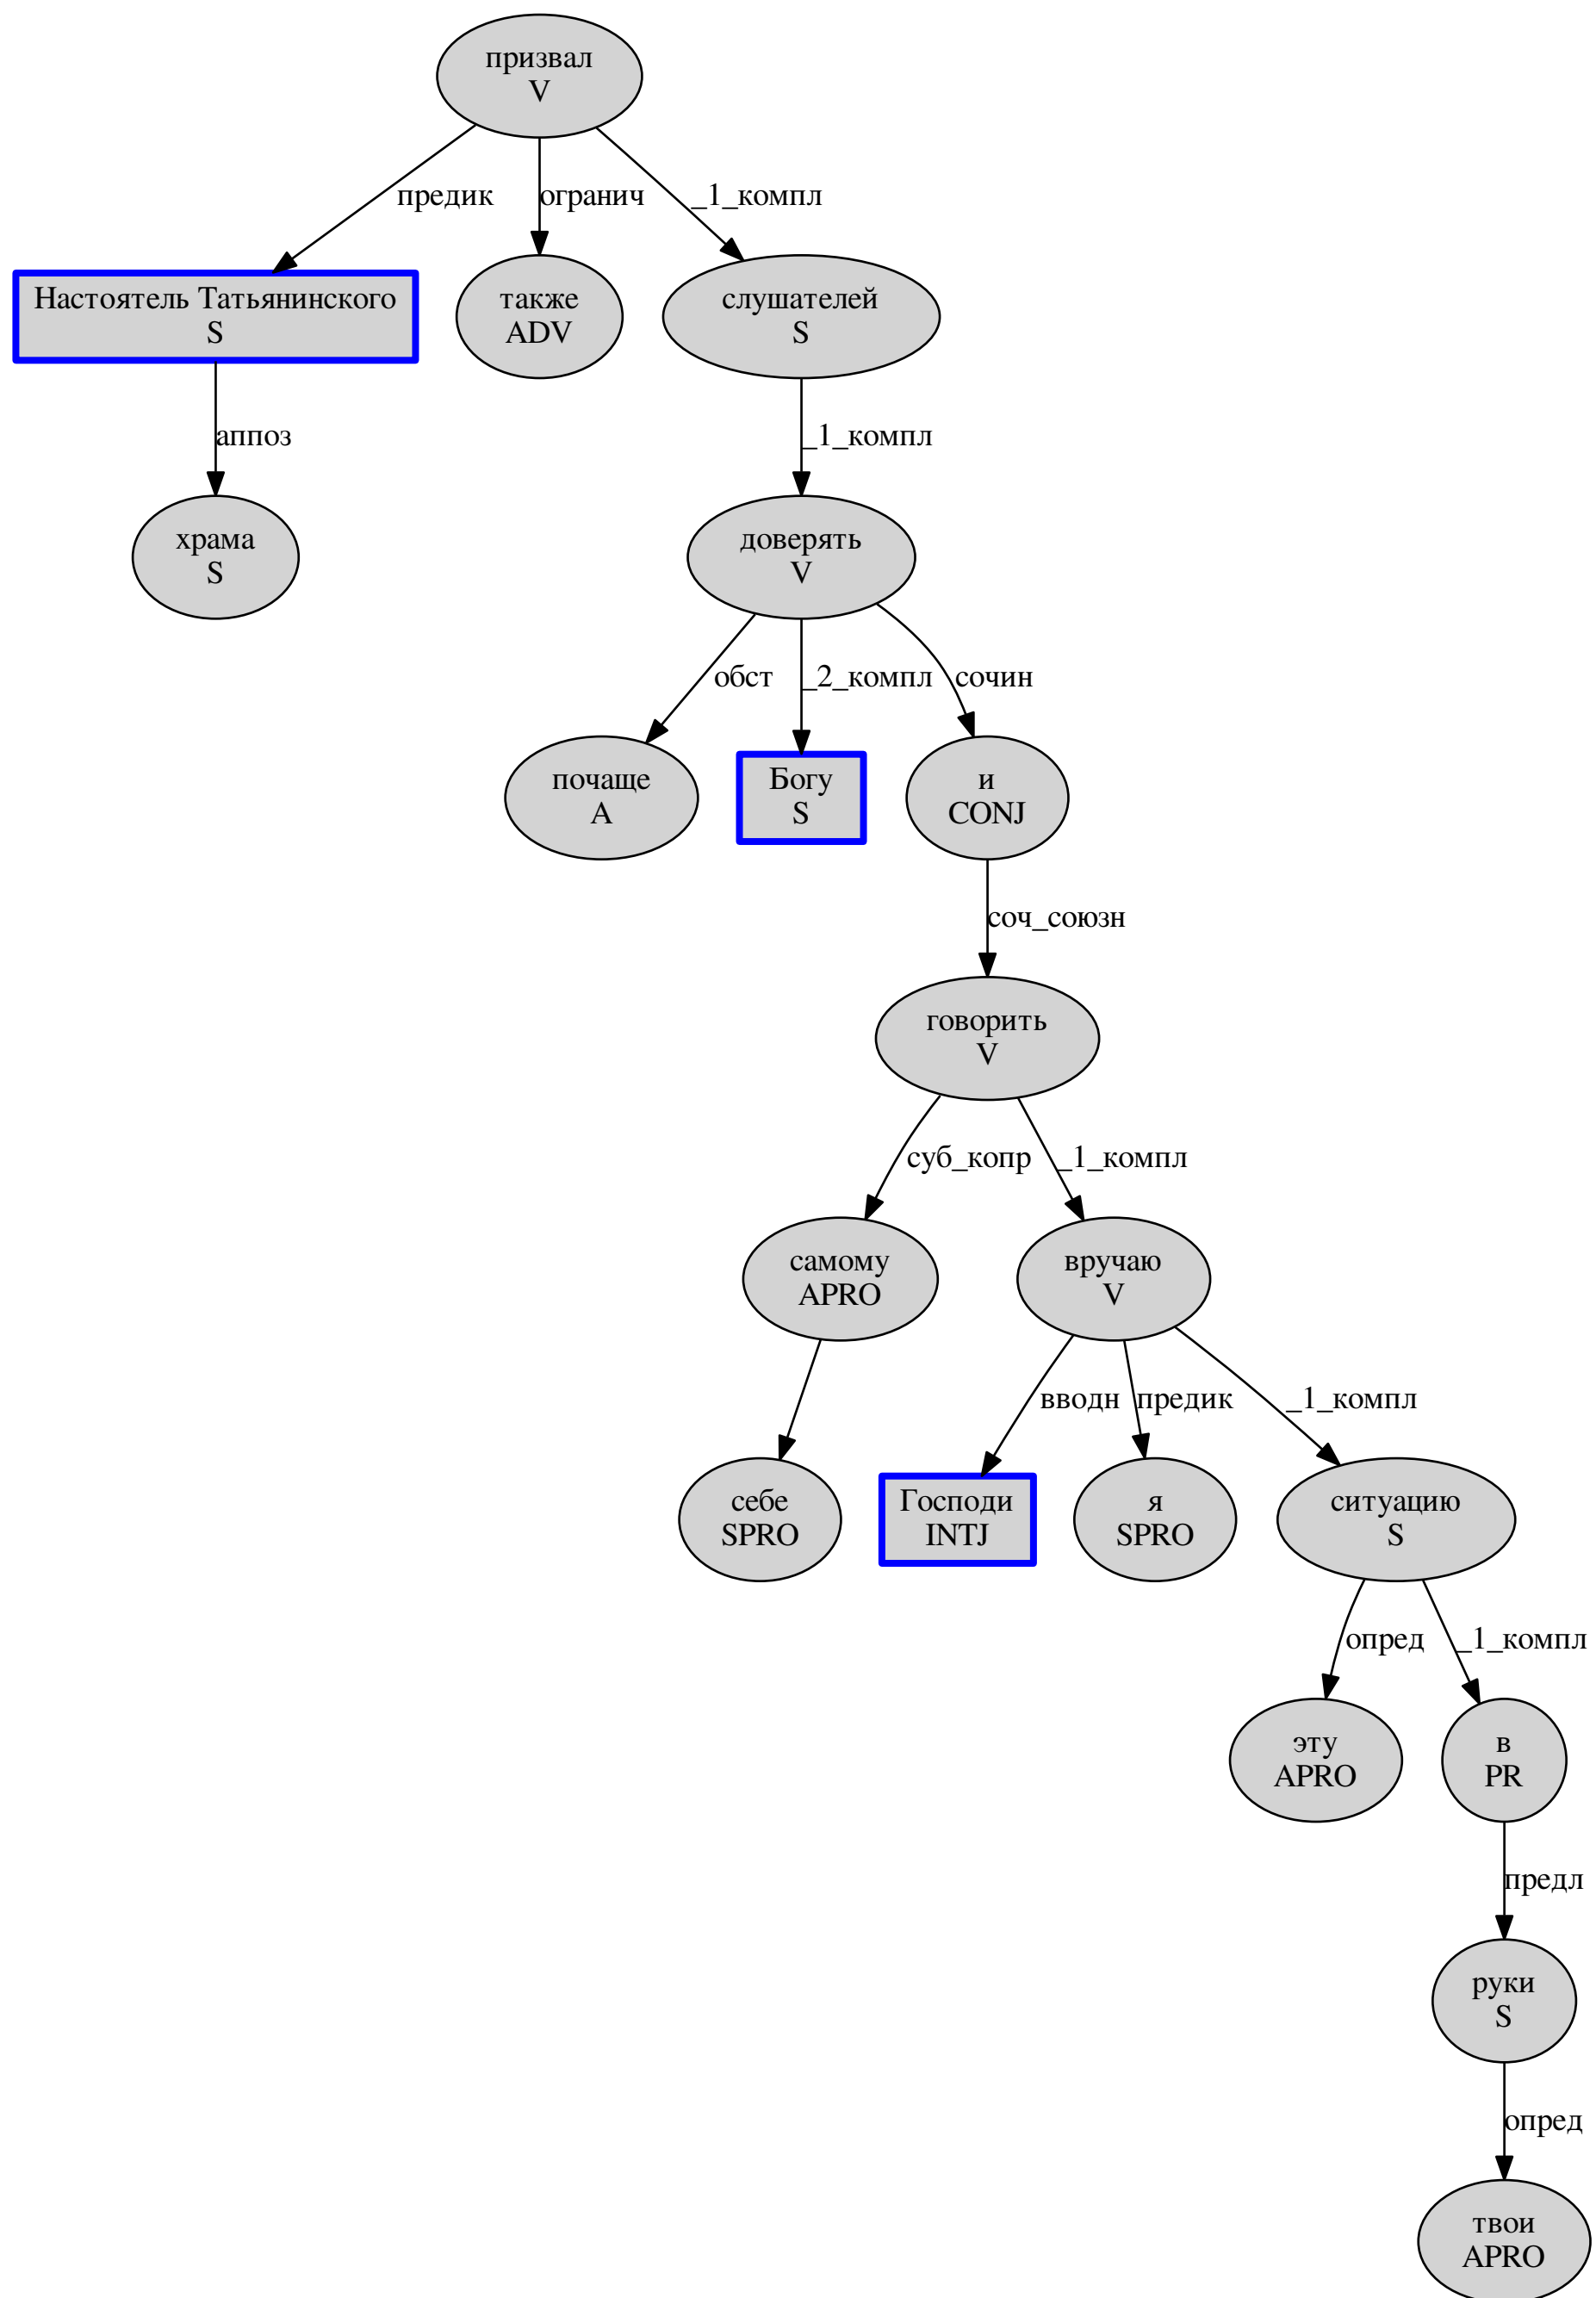 призвал
V
предик
огранич
_1_компл
Настоятель Татьянинского
S
также
ADV
слушателей
S
аппоз
_1_компл
храма
S
доверять
V
обст
_2_компл
сочин
почаще
A
Богу
S
и
CONJ
соч_союзн
говорить
V
суб_копр
_1_компл
самому
APRO
вручаю
V
вводн
предик
_1_компл
себе
SPRO
Господи
INTJ
я
SPRO
ситуацию
S
опред
_1_компл
эту
APRO
в
PR
предл
руки
S
опред
твои
APRO